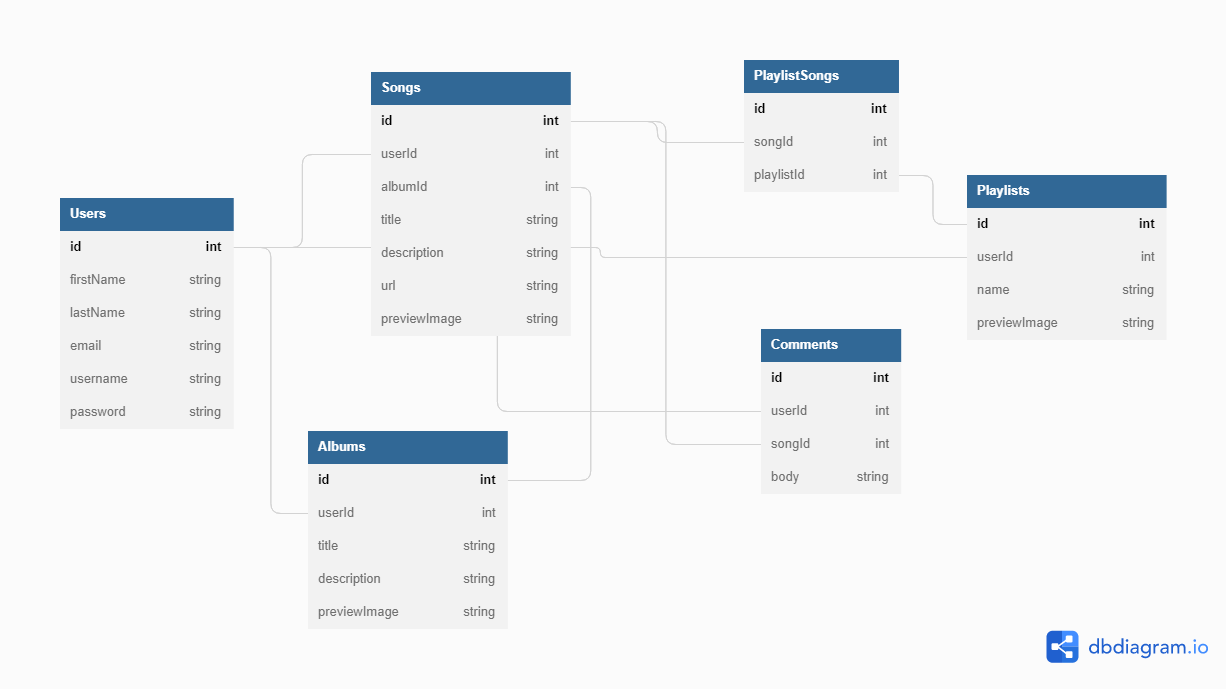 Users
id int
firstName string
lastName string
email string
username string
password string
Songs
id int
userId int
albumId int
title string
description string
url string
previewImage string
Albums
id int
userId int
title string
description string
previewImage string
PlaylistSongs
id int
songId int
playlistId int
Comments
id int
userId int
songId int
body string
Playlists
id int
userId int
name string
previewImage string
dbdiagram.io